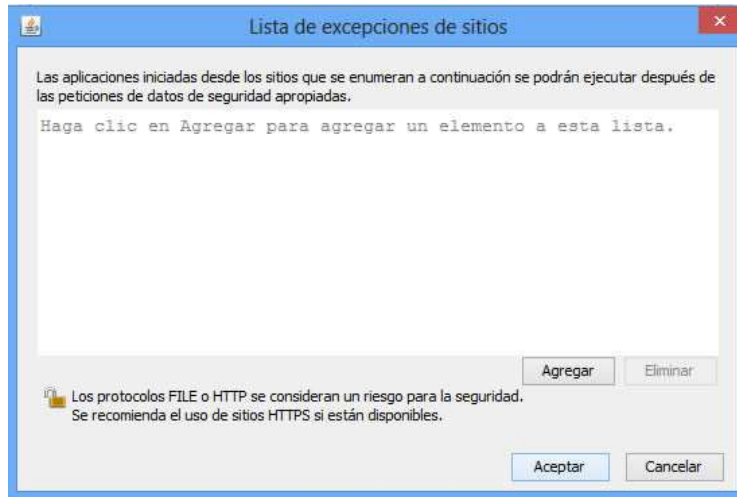 Lista de excepciones de sitios
Las aplicaciones iniciadas desde los sitios que se enumeran a continuación se podrán ejecutar después de
las peticiones de datos de seguridad apropiadas.
Haga clic en Agregar para agregar un elemento a esta lista.
Agregar Eliminar
Los protocolos FILE o HTTP se consideran un riesgo para la seguridad.
Se recomienda el uso de sitios HTTPS si están disponibles.
Aceptar Cancelar